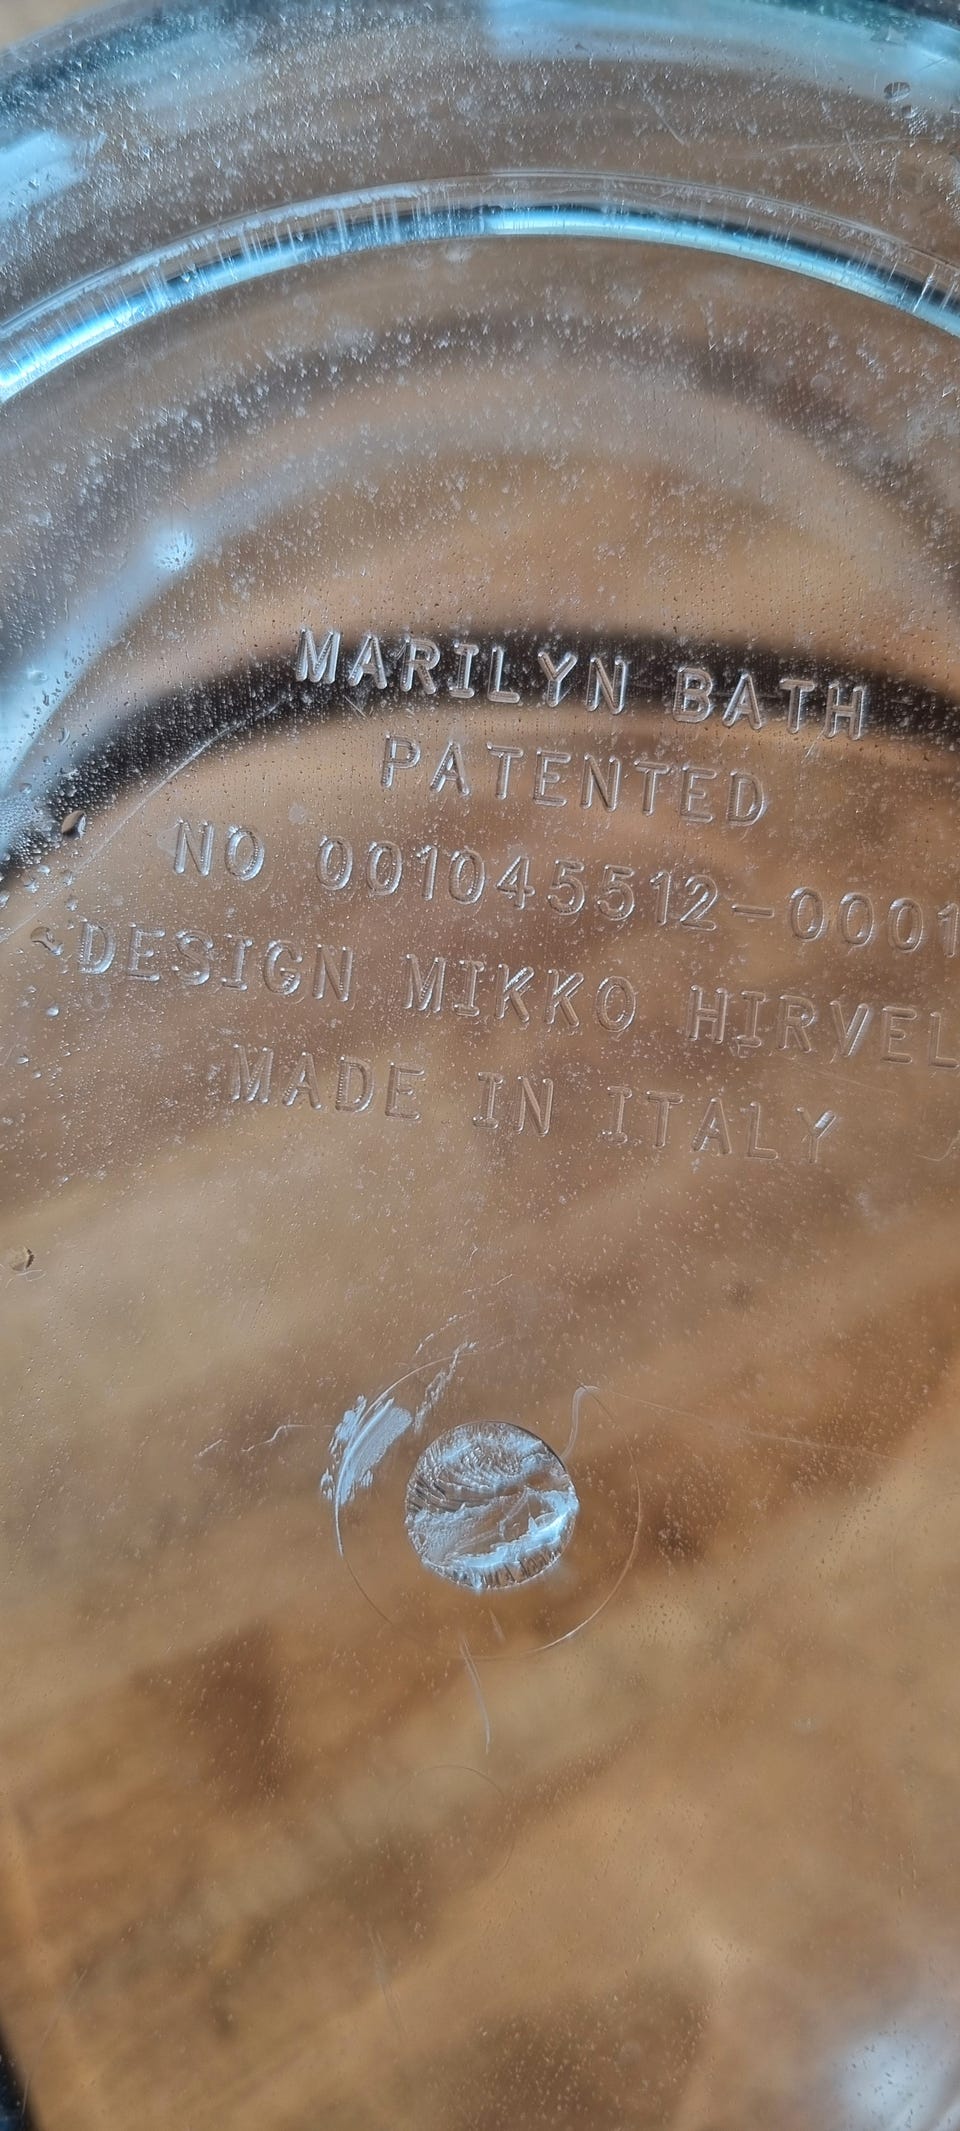 MARILYN BATH
PATENTED
NO 001045512-0001
DESIGN MIKKO HIRVEL
MADE IN ITALY